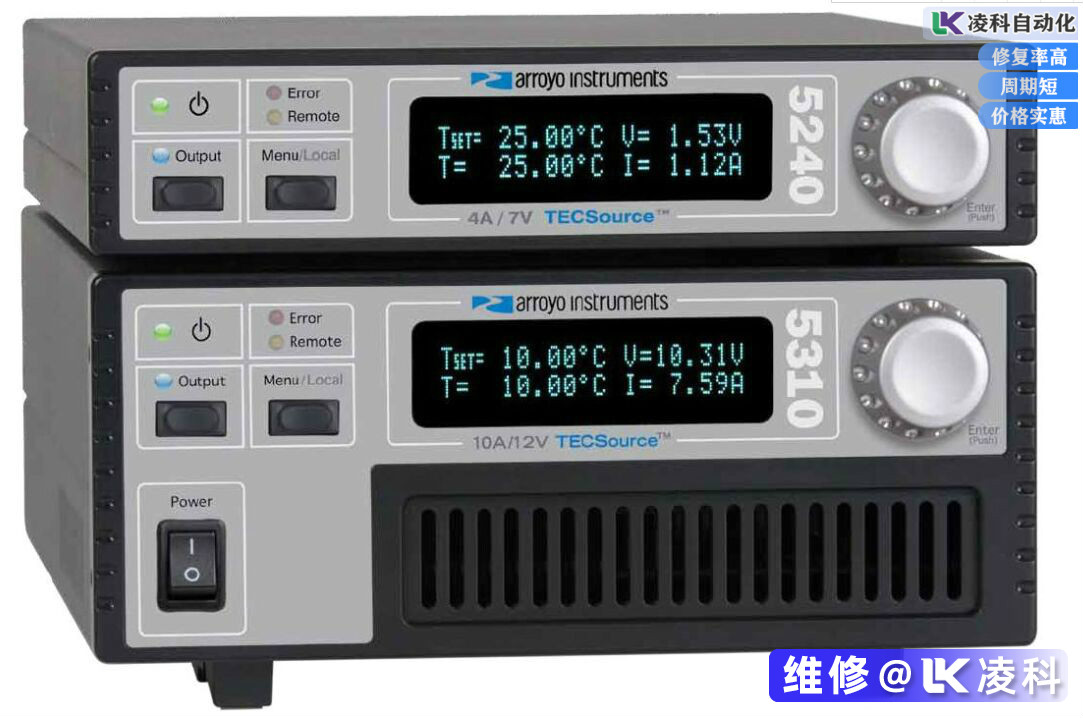 LK 凌科自动化
修复率高
周期短
价格实惠
arroyo instruments
Error
Remote
Output
Menu/Local
TSET= 25.00°C V= 1.53V
T= 25.00°C I= 1.12A
5240
Enter
(Push)
4A / 7V TECSource™
arroyo instruments
Error
Remote
Output
Menu/Local
TSET= 10.00°C V=10.31V
T= 10.00°C I= 7.59A
5310
Enter
(Push)
10A/12V TECSource™
Power
维修@LK凌科